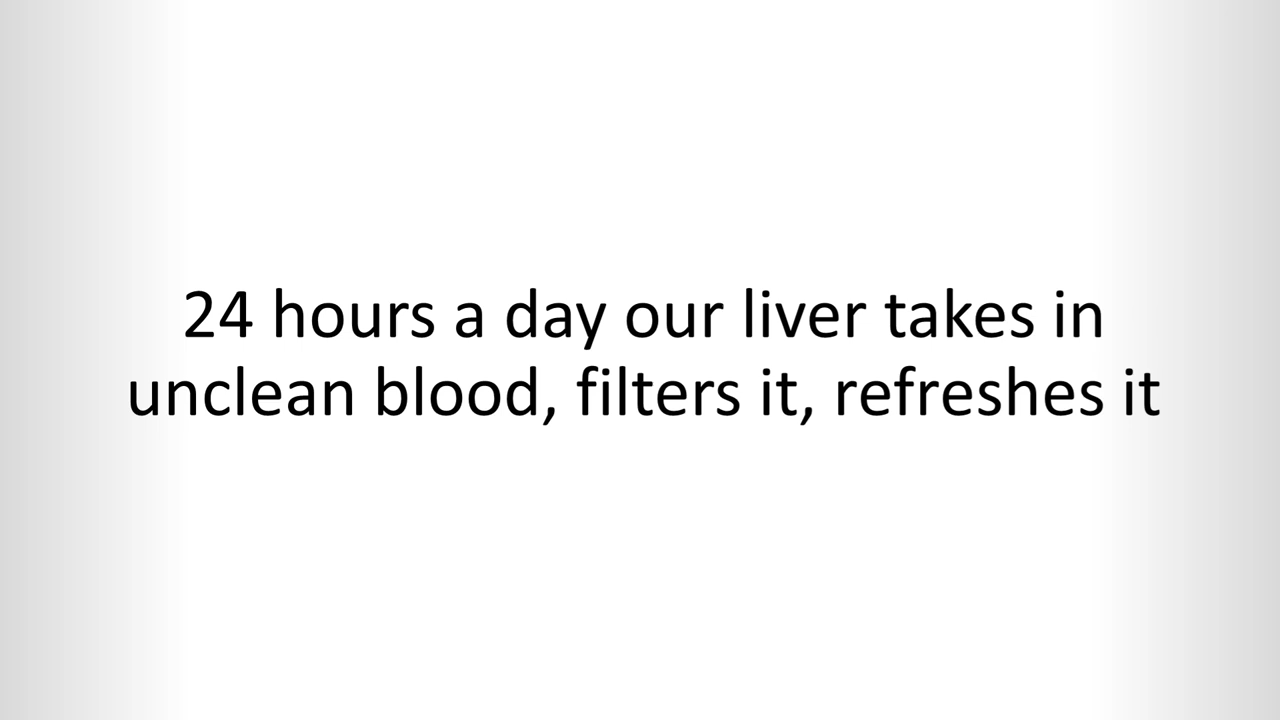 24 hours a day our liver takes in
unclean blood, filters it, refreshes it